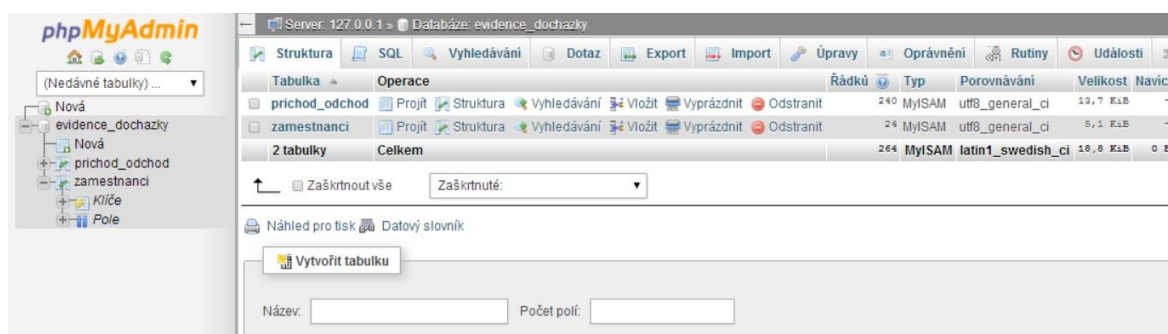 phpMyAdmin
(Nedávné tabulky) ...
Nová
evidence_dochazky
Nová
prichod_odchod
zamestnanci
Klíče
Pole
Server: 127.0.0.1 » Databáze: evidence_dochazky
Struktura SQL Vyhledávání Dotaz Export Import Úpravy Oprávnění Rutiny Události
Tabulka Operace Řádků Typ Porovnávání Velikost Navíc
prichod_odchod Projít Struktura Vyhledávání Vložit Vyprázdnit Odstranit 240 MyISAM utf8_general_ci 13,7 KiB -
zamestnanci Projít Struktura Vyhledávání Vložit Vyprázdnit Odstranit 24 MyISAM utf8_general_ci 5,1 KiB -
2 tabulky Celkem 264 MyISAM latin1_swedish_ci 18,8 KiB 0
Zaškrtnout vše Zaškrtnuté:
Náhled pro tisk Datový slovník
Vytvořit tabulku
Název: Počet polí: